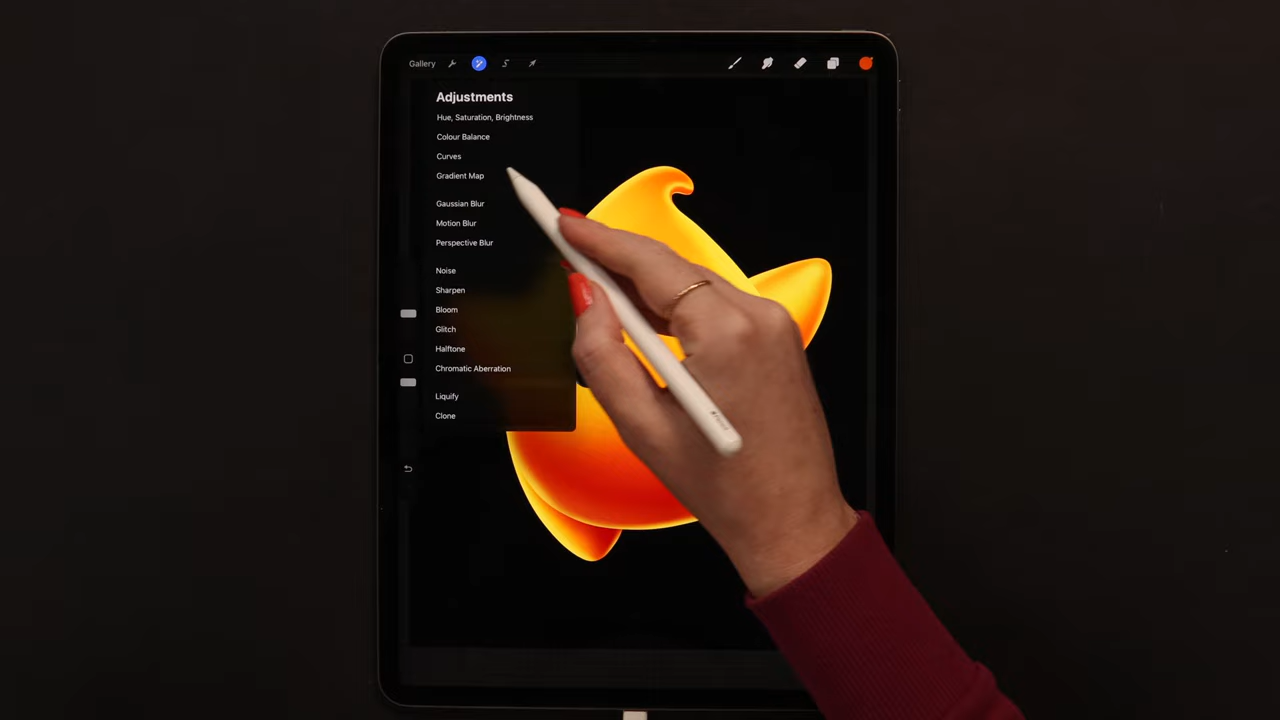 Gallery
Adjustments
Hue, Saturation, Brightness
Colour Balance
Curves
Gradient Map
Gaussian Blur
Motion Blur
Perspective Blur
Noise
Sharpen
Bloom
Glitch
Halftone
Chromatic Aberration
Liquify
Clone